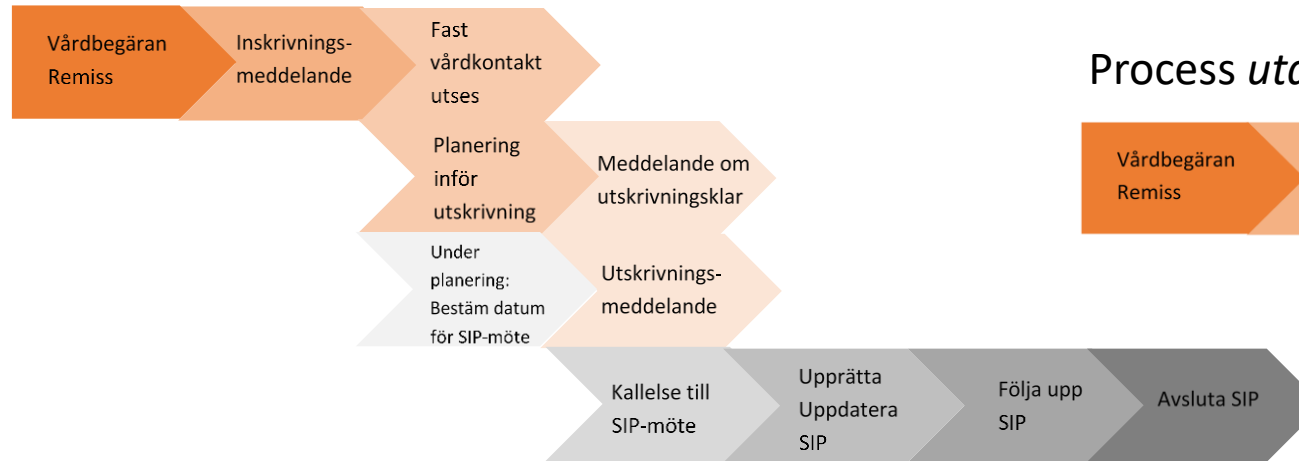 Vårdbegäran
Remiss
Inskrivnings-
meddelande
Fast
vårdkontakt
utses
Planering
inför
utskrivning
Meddelande om
utskrivningsklar
Under
planering:
Bestäm datum
för SIP-möte
Utskrivnings-
meddelande
Kallelse till
SIP-möte
Upprätta
Uppdatera
SIP
Följa upp
SIP
Avsluta SIP
Process
Vårdbegäran
Remiss